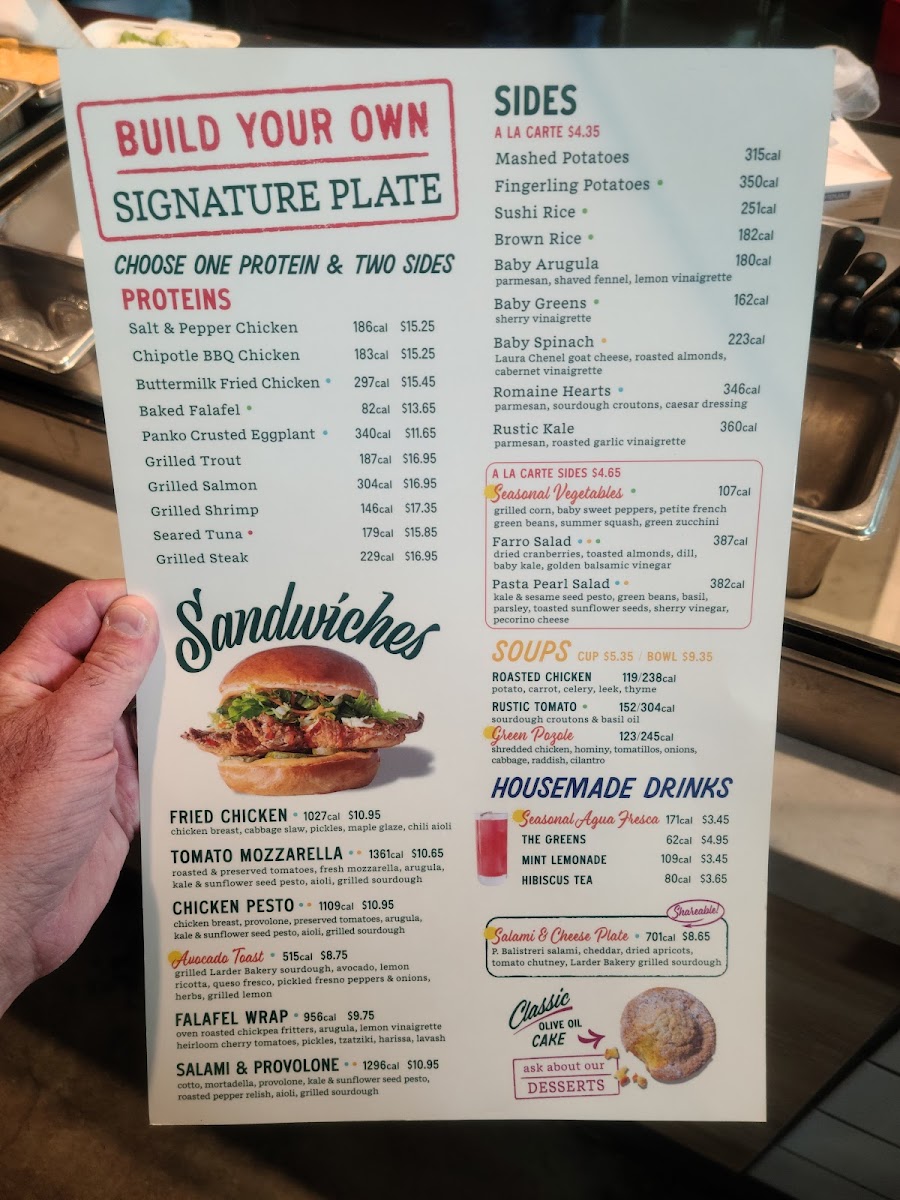 BUILD YOUR OWN
SIGNATURE PLATE
CHOOSE ONE PROTEIN & TWO SIDES
PROTEINS
Salt & Pepper Chicken 186cal $15.25
Chipotle BBQ Chicken 183cal $15.25
Buttermilk Fried Chicken • 297cal $15.45
Baked Falafel • 82cal $13.65
Panko Crusted Eggplant • 340cal $11.65
Grilled Trout 187cal $16.95
Grilled Salmon 304cal $16.95
Grilled Shrimp 146cal $17.35
Seared Tuna • 179cal $15.85
Grilled Steak 229cal $16.95
Sandwiches
FRIED CHICKEN • 1027cal $10.95
chicken breast, cabbage slaw, pickles, maple glaze, chili aioli
TOMATO MOZZARELLA •• 1361cal $10.65
roasted & preserved tomatoes, fresh mozzarella, arugula,
kale & sunflower seed pesto, aioli, grilled sourdough
CHICKEN PESTO •• 1109cal $10.95
chicken breast, provolone, preserved tomatoes, arugula,
kale & sunflower seed pesto, aioli, grilled sourdough
Avocado Toast • 515cal $8.75
grilled Larder Bakery sourdough, avocado, lemon
ricotta, queso fresco, pickled fresno peppers & onions,
herbs, grilled lemon
FALAFEL WRAP • 956cal $9.75
oven roasted chickpea fritters, arugula, lemon vinaigrette
heirloom cherry tomatoes, pickles, tzatziki, harissa, lavash
SALAMI & PROVOLONE •• 1296cal $10.95
cotto, mortadella, provolone, kale & sunflower seed pesto,
roasted pepper relish, aioli, grilled sourdough
SIDES
A LA CARTE $4.35
Mashed Potatoes 315cal
Fingerling Potatoes • 350cal
Sushi Rice • 251cal
Brown Rice • 182cal
Baby Arugula 180cal
parmesan, shaved fennel, lemon vinaigrette
Baby Greens • 162cal
sherry vinaigrette
Baby Spinach • 223cal
Laura Chenel goat cheese, roasted almonds,
cabernet vinaigrette
Romaine Hearts • 346cal
parmesan, sourdough croutons, caesar dressing
Rustic Kale 360cal
parmesan, roasted garlic vinaigrette
A LA CARTE SIDES $4.65
Seasonal Vegetables • 107cal
grilled corn, baby sweet peppers, petite french
green beans, summer squash, green zucchini
Farro Salad ••• 387cal
dried cranberries, toasted almonds, dill,
baby kale, golden balsamic vinegar
Pasta Pearl Salad •• 382cal
kale & sesame seed pesto, green beans, basil,
parsley, toasted sunflower seeds, sherry vinegar,
pecorino cheese
SOUPS CUP $5.35 / BOWL $9.35
ROASTED CHICKEN 119/238cal
potato, carrot, celery, leek, thyme
RUSTIC TOMATO • 152/304cal
sourdough croutons & basil oil
Green Pozole 123/245cal
shredded chicken, hominy, tomatillos, onions,
cabbage, raddish, cilantro
HOUSEMADE DRINKS
Seasonal Agua Fresca 171cal $3.45
THE GREENS 62cal $4.95
MINT LEMONADE 109cal $3.45
HIBISCUS TEA 80cal $3.65
Shareable!
Salami & Cheese Plate • 701cal $8.65
P. Balistreri salami, cheddar, dried apricots,
tomato chutney, Larder Bakery grilled sourdough
Classic
OLIVE OIL
CAKE
ask about our
DESSERTS